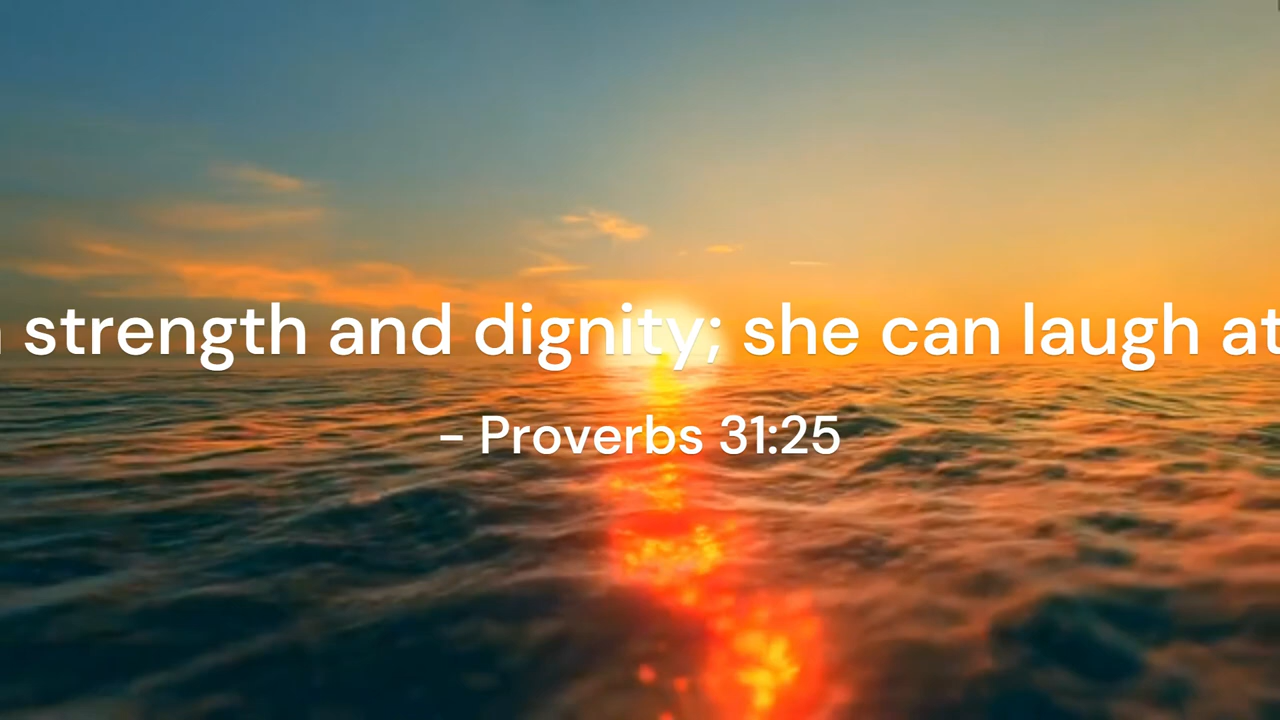 strength and dignity; she can laugh at
– Proverbs 31:25